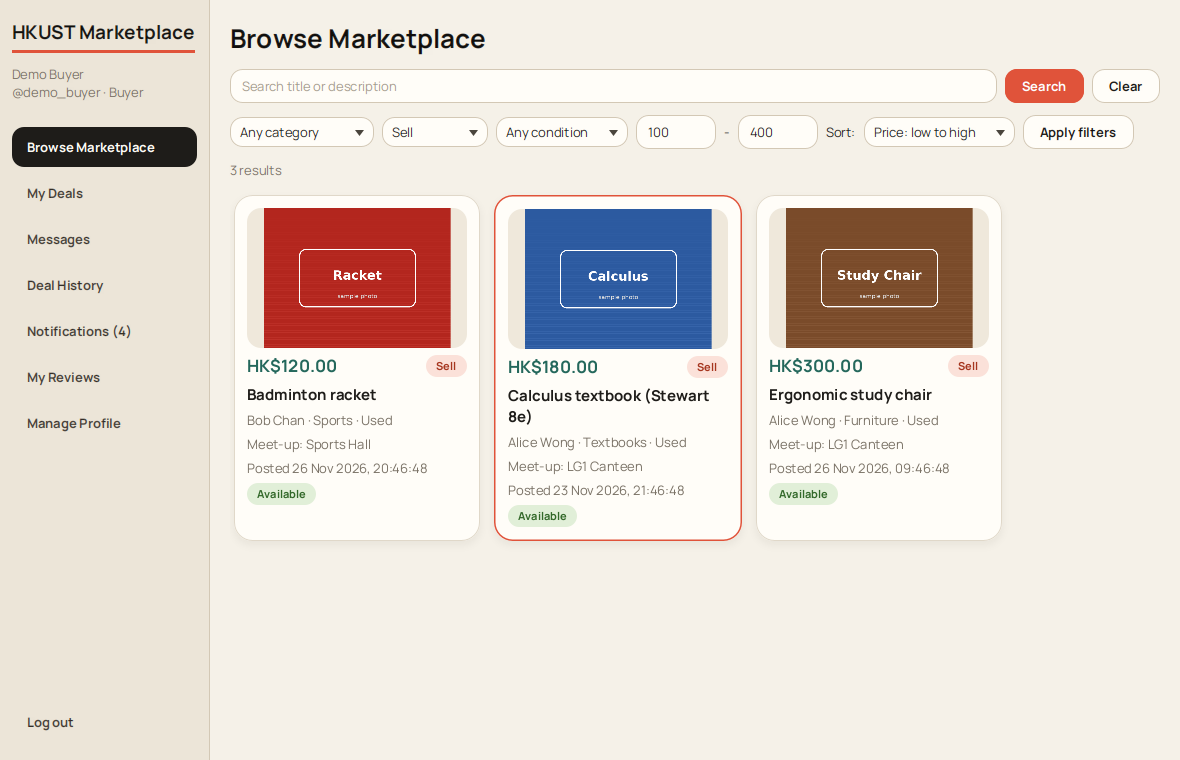 HKUST Marketplace
Demo Buyer
@demo_buyer · Buyer
Browse Marketplace
My Deals
Messages
Deal History
Notifications (4)
My Reviews
Manage Profile
Log out
Browse Marketplace
Search title or description
Search
Clear
Any category
Sell
Any condition
100
-
400
Sort:
Price: low to high
Apply filters
3 results
Racket
sample photo
HK$120.00
Sell
Badminton racket
Bob Chan · Sports · Used
Meet-up: Sports Hall
Posted 26 Nov 2026, 20:46:48
Available
Calculus
sample photo
HK$180.00
Sell
Calculus textbook (Stewart
8e)
Alice Wong · Textbooks · Used
Meet-up: LG1 Canteen
Posted 23 Nov 2026, 21:46:48
Available
Study Chair
sample photo
HK$300.00
Sell
Ergonomic study chair
Alice Wong · Furniture · Used
Meet-up: LG1 Canteen
Posted 26 Nov 2026, 09:46:48
Available